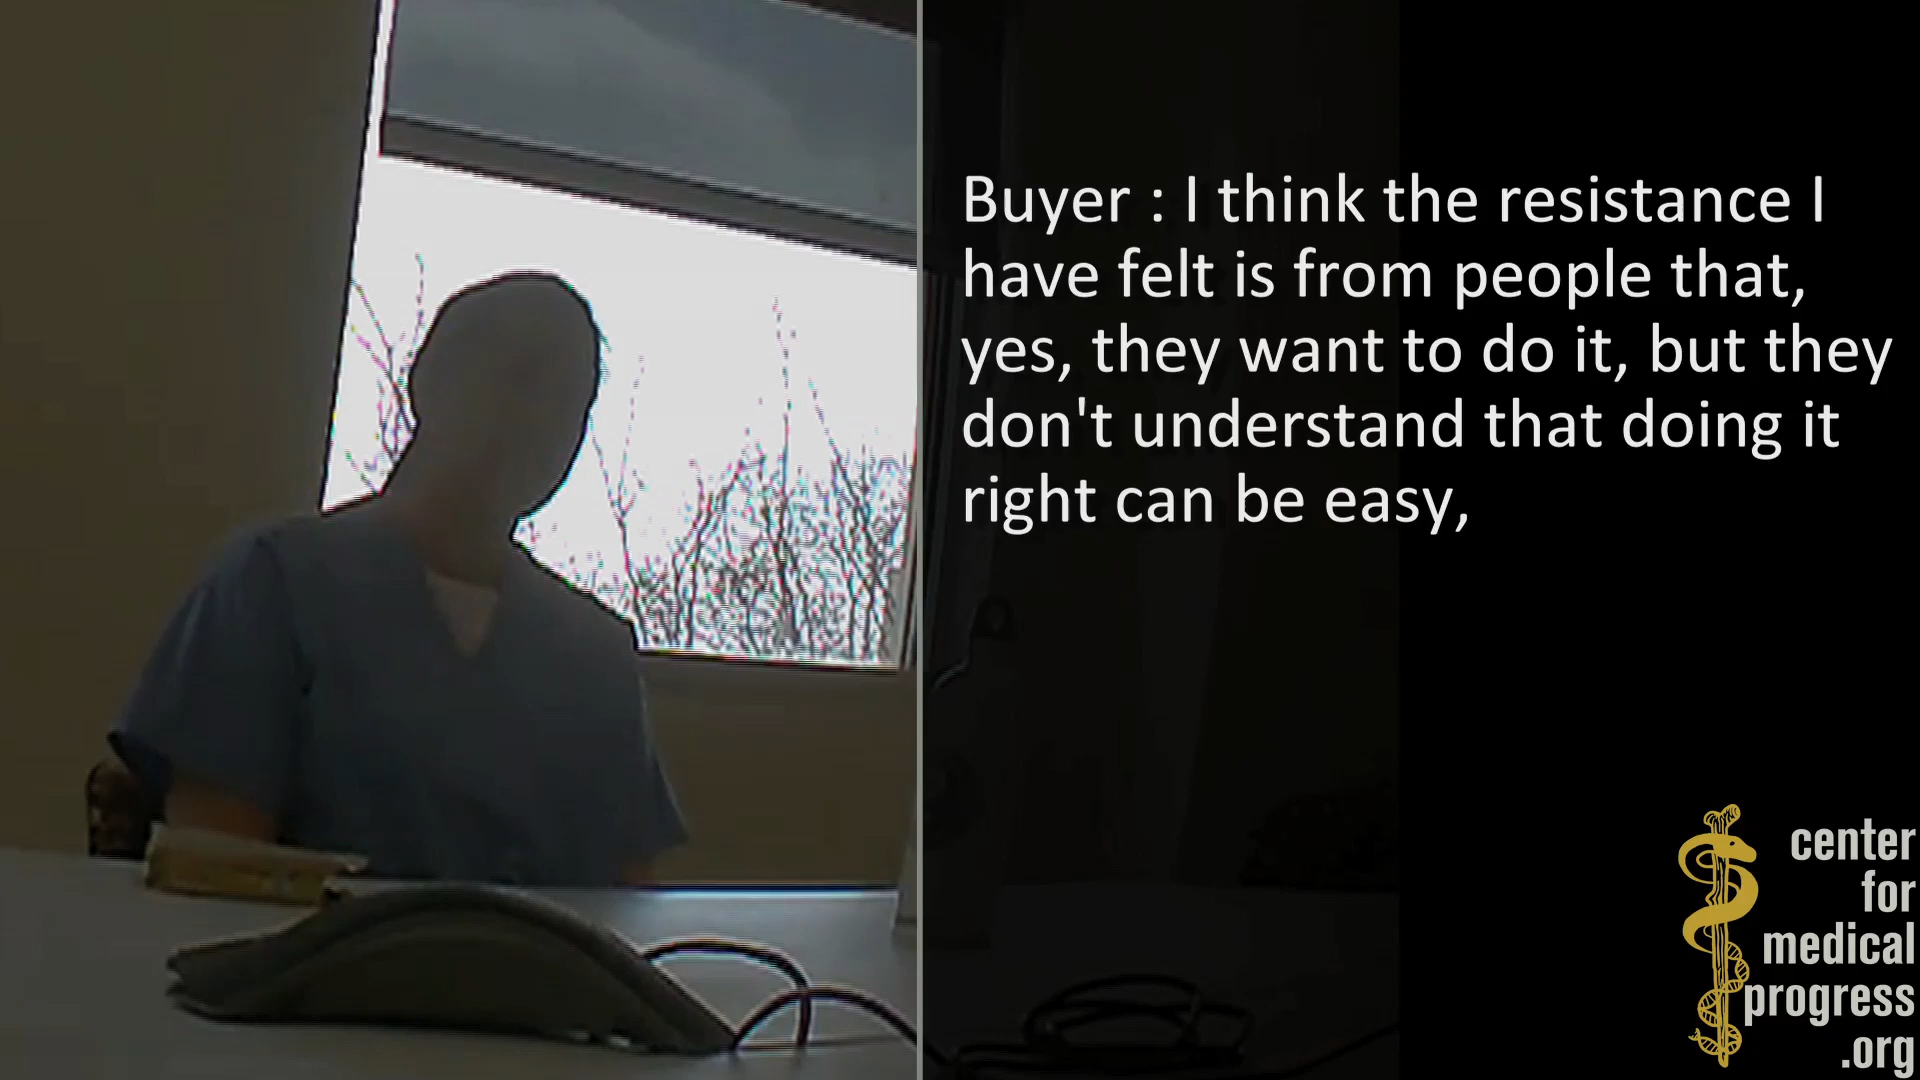 Buyer : I think the resistance I
have felt is from people that,
yes, they want to do it, but they
don't understand that doing it
right can be easy,
center
for
medical
progress
.org